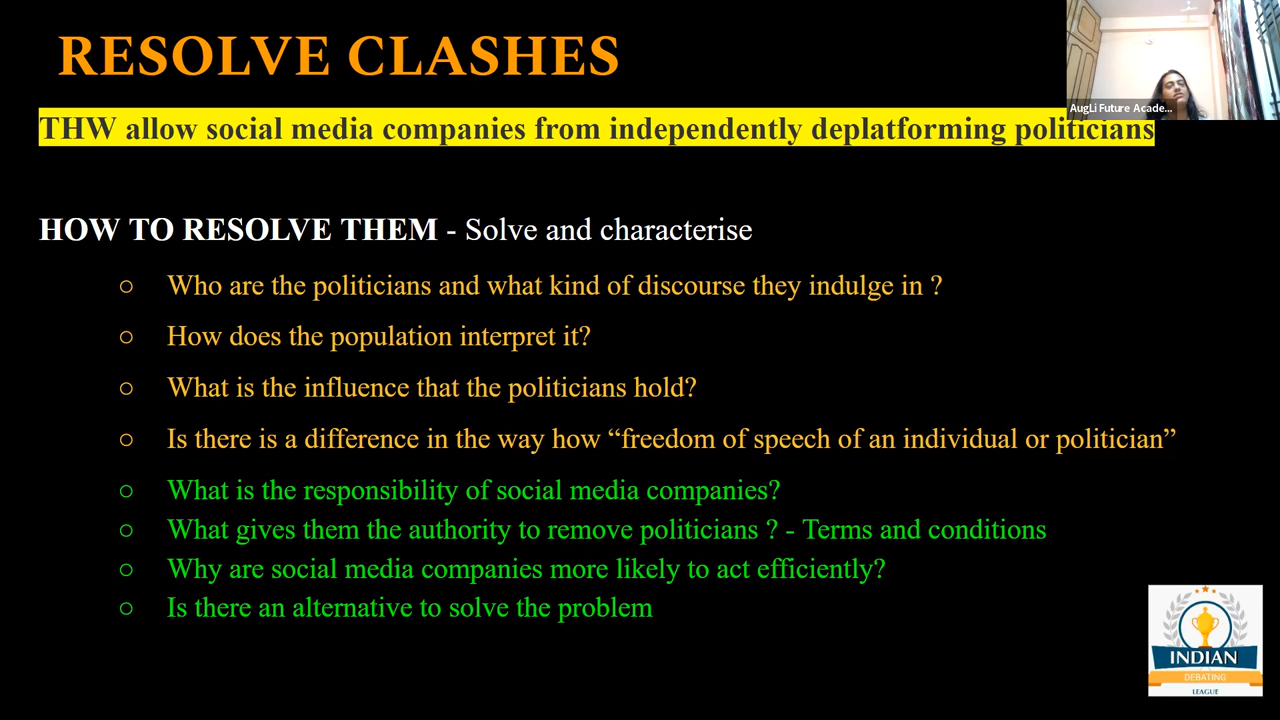 RESOLVE CLASHES
AugLi Future Acade...
THW allow social media companies from independently deplatforming politicians
HOW TO RESOLVE THEM - Solve and characterise
○ Who are the politicians and what kind of discourse they indulge in ?
○ How does the population interpret it?
○ What is the influence that the politicians hold?
○ Is there is a difference in the way how “freedom of speech of an individual or politician”
○ What is the responsibility of social media companies?
○ What gives them the authority to remove politicians ? - Terms and conditions
○ Why are social media companies more likely to act efficiently?
○ Is there an alternative to solve the problem
INDIAN
DEBATING
LEAGUE